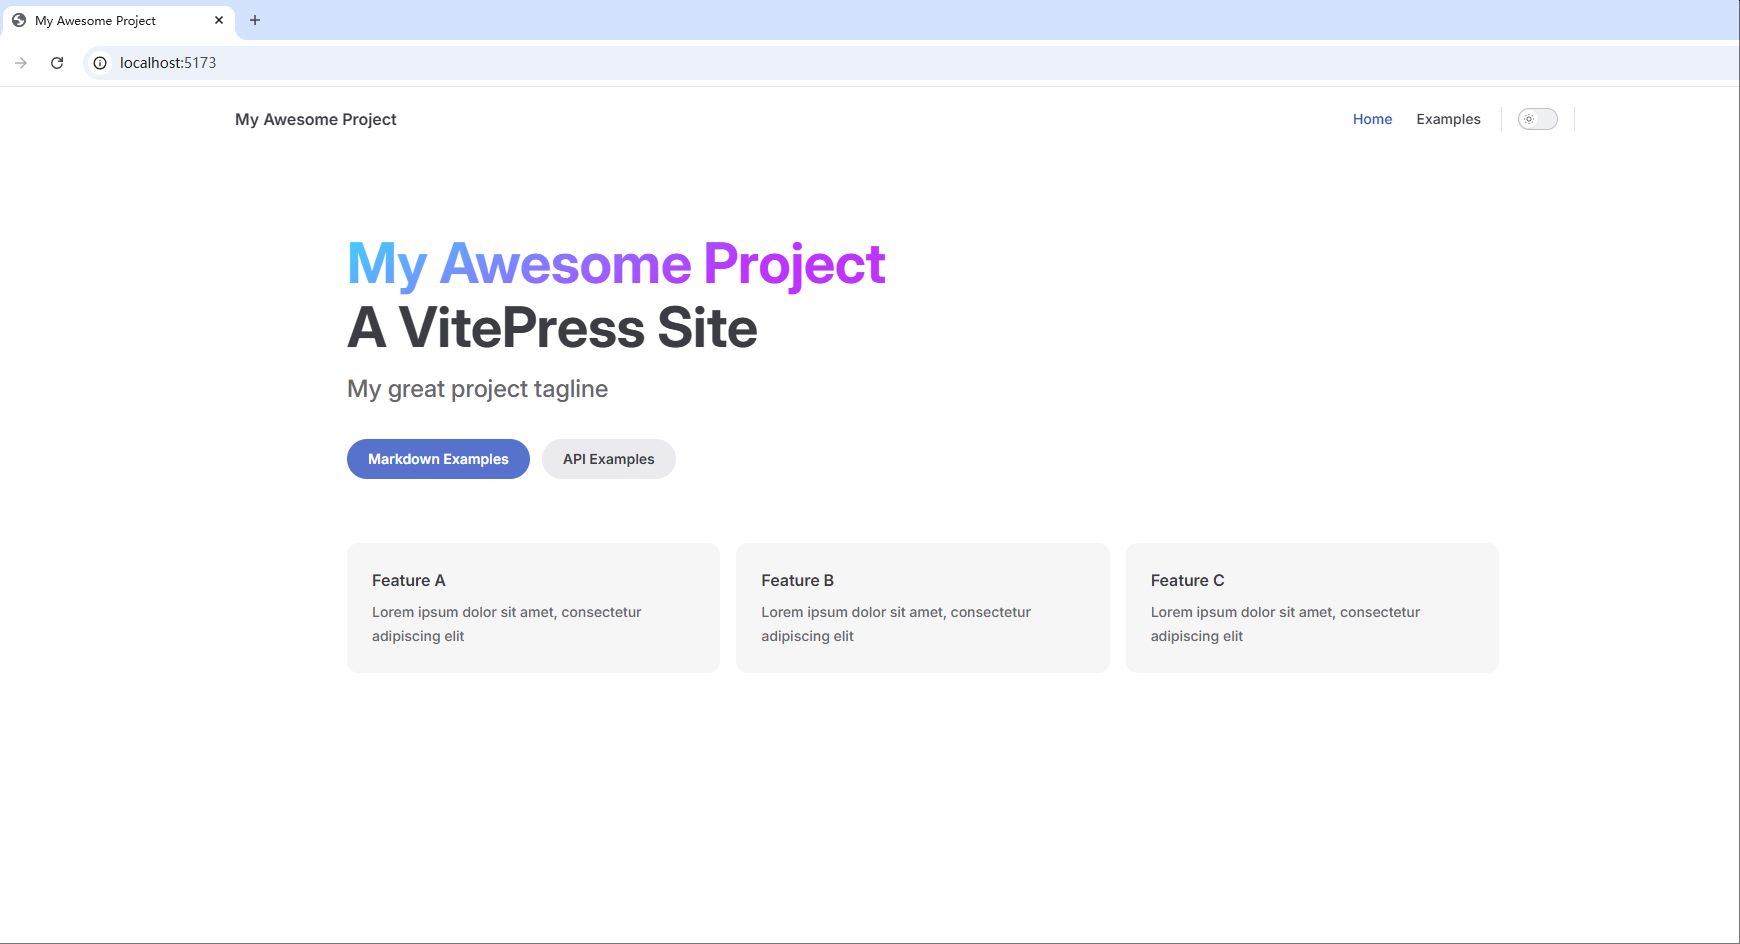 My Awesome Project
localhost:5173
My Awesome Project
Home Examples
My Awesome Project
A VitePress Site
My great project tagline
Markdown Examples API Examples
Feature A
Lorem ipsum dolor sit amet, consectetur
adipiscing elit
Feature B
Lorem ipsum dolor sit amet, consectetur
adipiscing elit
Feature C
Lorem ipsum dolor sit amet, consectetur
adipiscing elit